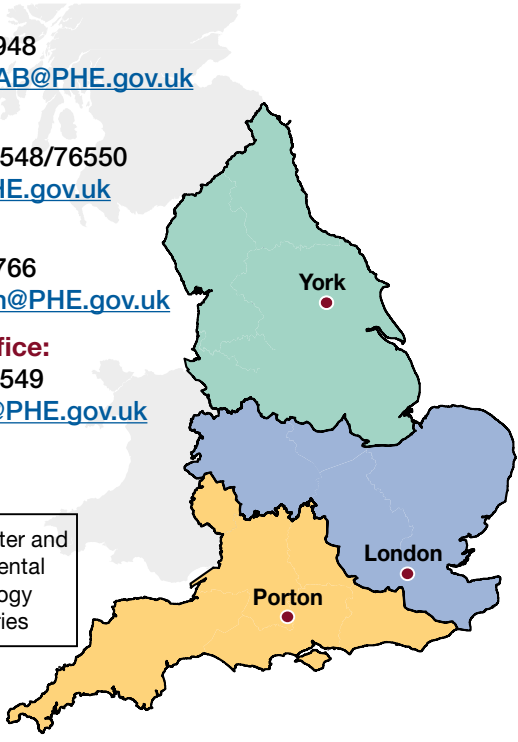 948
AB@PHE.gov.uk
548/76550
HE.gov.uk
766
@PHE.gov.uk
fice:
549
@PHE.gov.uk
ter and
ental
ogy
ries
York
London
Porton